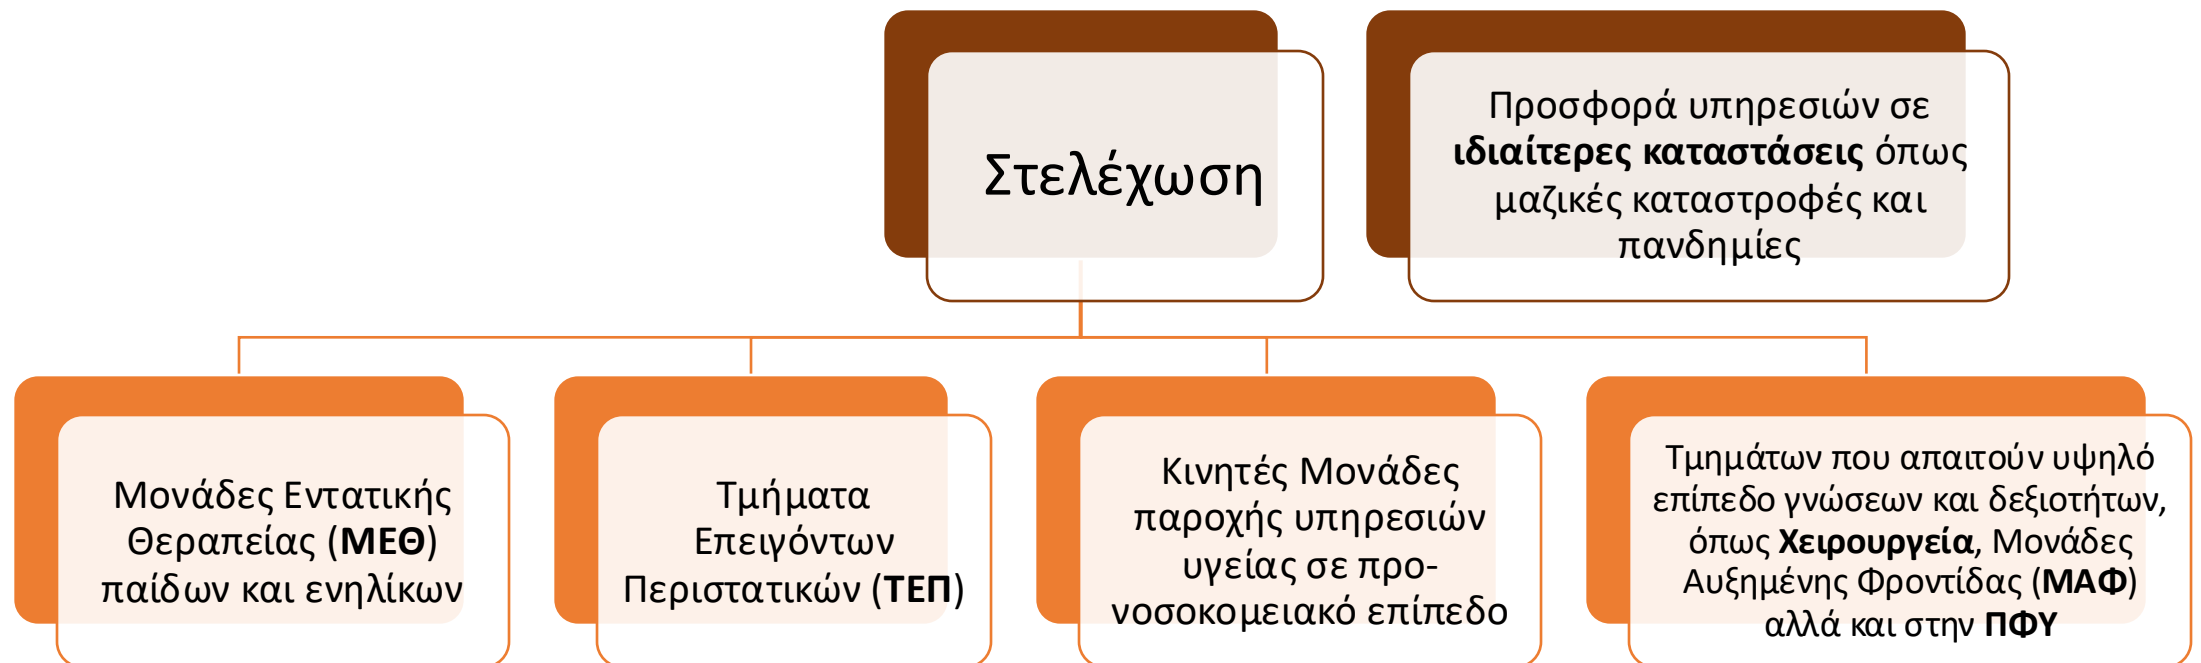 Στελέχωση
Προσφορά υπηρεσιών σε
ιδιαίτερες καταστάσεις όπως
μαζικές καταστροφές και
πανδημίες
Μονάδες Εντατικής
Θεραπείας (ΜΕΘ)
παίδων και ενηλίκων
Τμήματα
Επειγόντων
Περιστατικών (ΤΕΠ)
Κινητές Μονάδες
παροχής υπηρεσιών
υγείας σε προ-
νοσοκομειακό επίπεδο
Τμημάτων που απαιτούν υψηλό
επίπεδο γνώσεων και δεξιοτήτων,
όπως Χειρουργεία, Μονάδες
Αυξημένης Φροντίδας (ΜΑΦ)
αλλά και στην ΠΦΥ